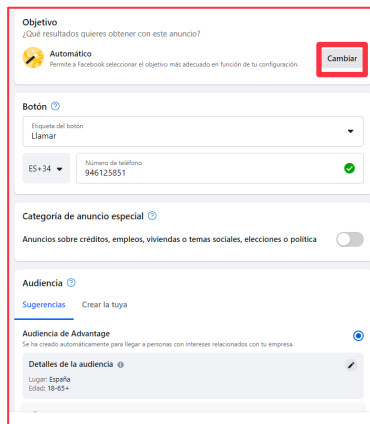 Objetivo
¿Qué resultados quieres obtener con este anuncio?
Automático
Permite a Facebook seleccionar el objetivo más adecuado en función de tu configuración.
Cambiar
Botón
Etiqueta del botón
Llamar
ES+34
Número de teléfono
946125851
Categoría de anuncio especial
Anuncios sobre créditos, empleos, viviendas o temas sociales, elecciones o política
Audiencia
Sugerencias
Crear la tuya
Audiencia de Advantage
Se ha creado automáticamente para llegar a personas con intereses relacionados con tu empresa.
Detalles de la audiencia
Lugar: España
Edad: 18-65+